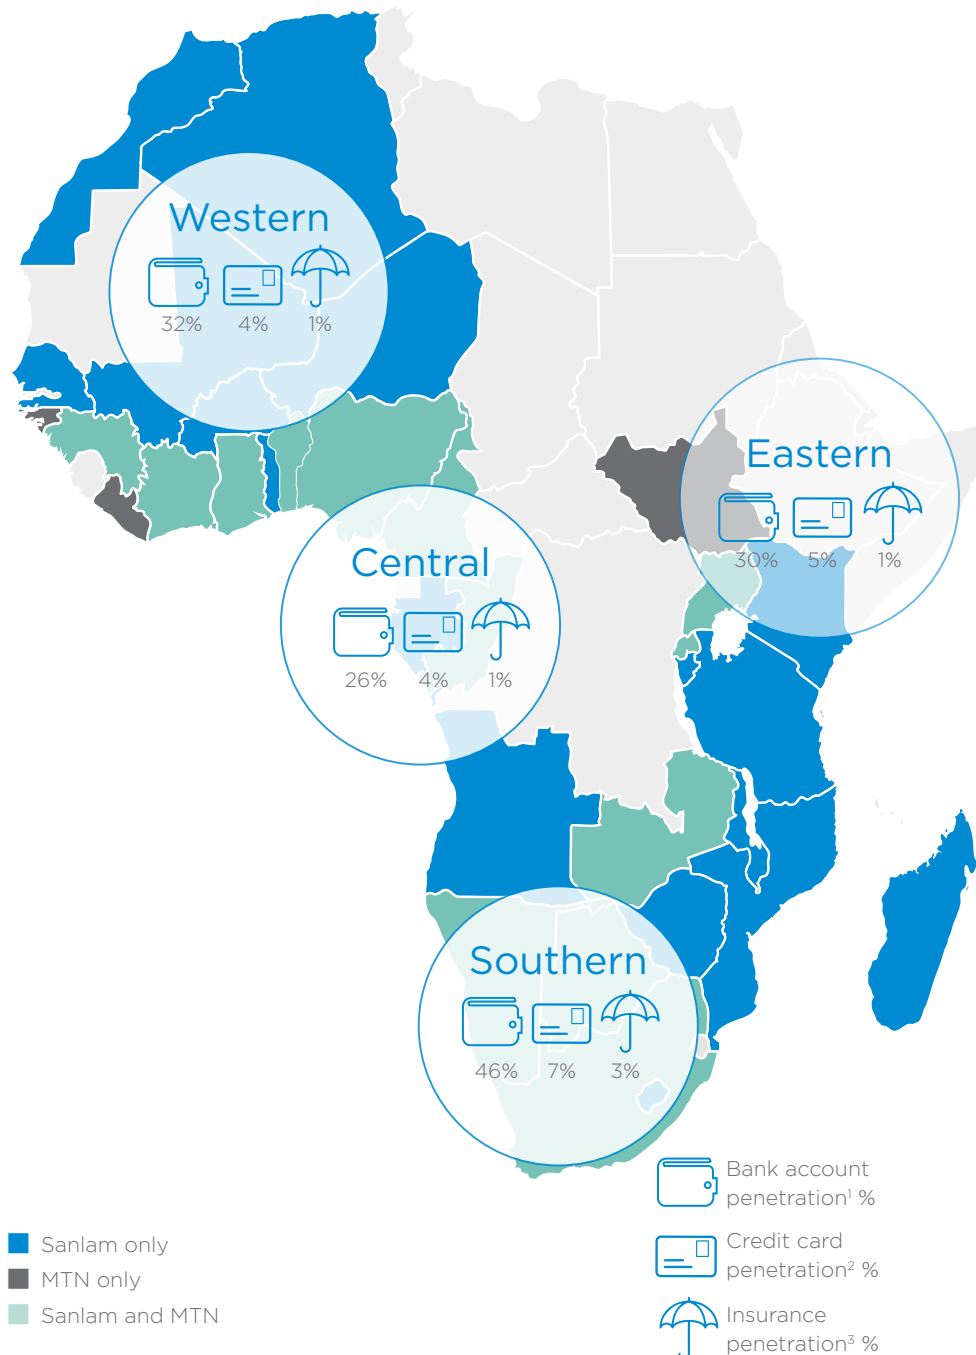 Western
32% 4% 1%
Eastern
30% 5% 1%
Central
26% 4% 1%
Southern
46% 7% 3%
Bank account
penetration¹ %
Credit card
penetration² %
Insurance
penetration³ %
Sanlam only
MTN only
Sanlam and MTN